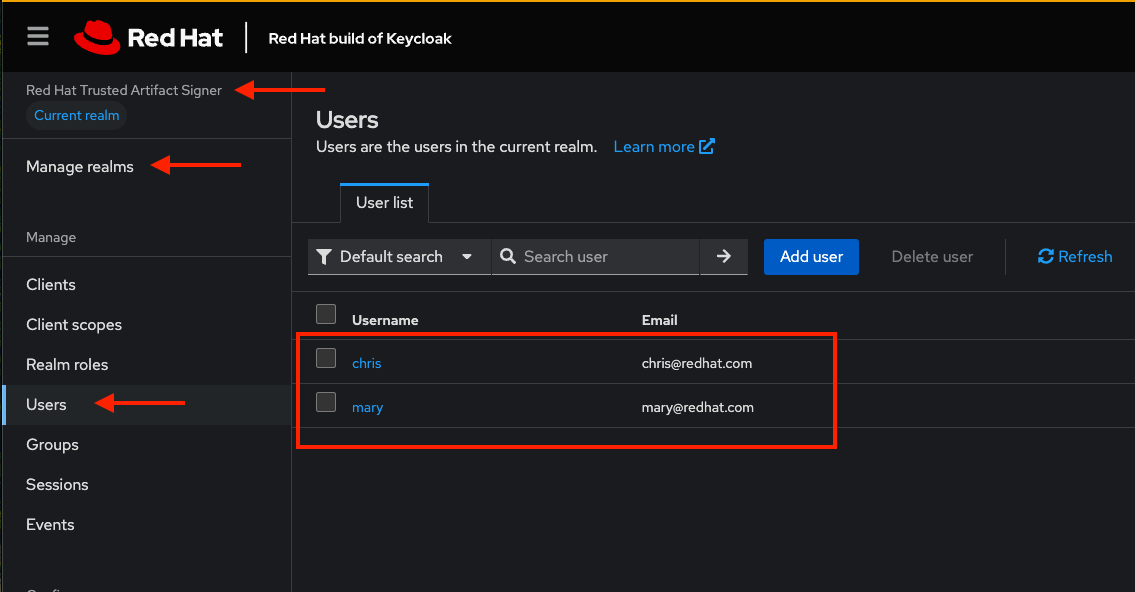 Red Hat
Red Hat build of Keycloak
Red Hat Trusted Artifact Signer
Current realm
Manage realms
Manage
Clients
Client scopes
Realm roles
Users
Groups
Sessions
Events
Users
Users are the users in the current realm. Learn more
User list
Default search Search user Add user Delete user Refresh
Username Email
chris chris@redhat.com
mary mary@redhat.com